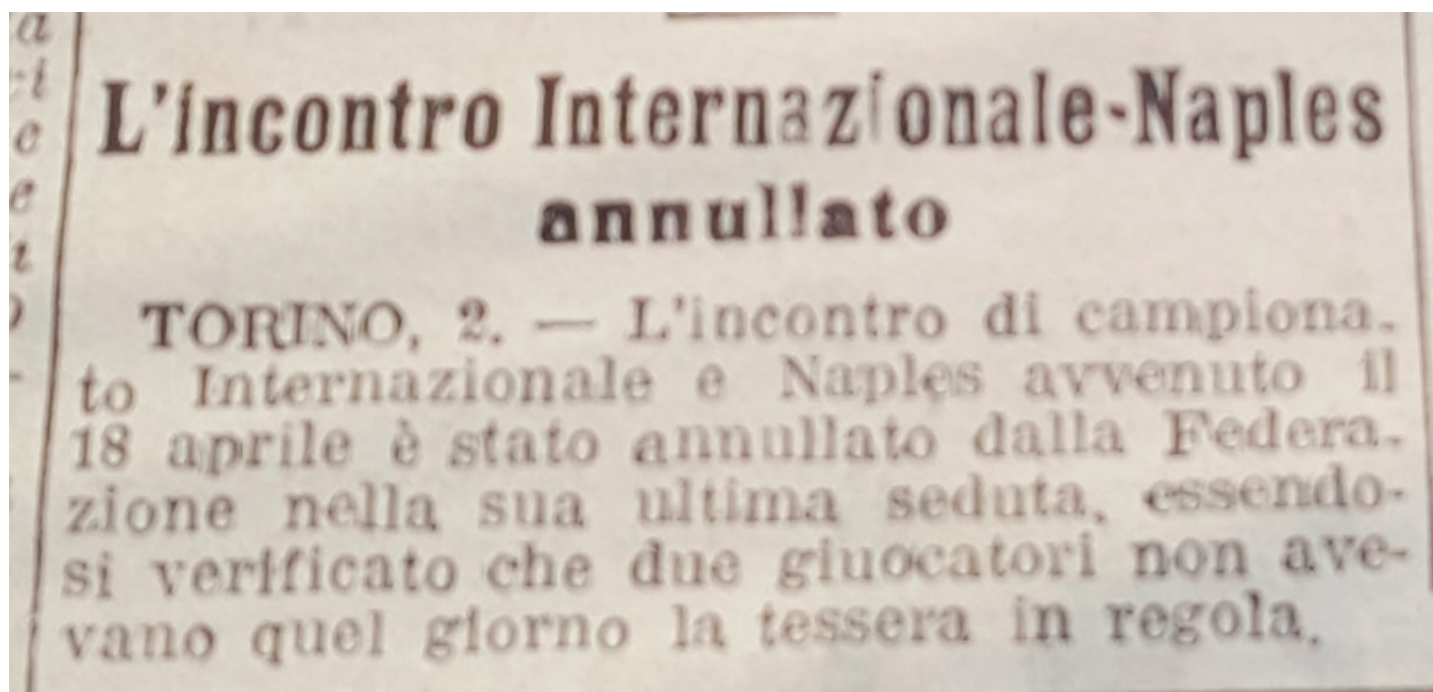 L'incontro Internazionale-Naples
annullato
TORINO, 2. — L'incontro di campiona-
to Internazionale e Naples avvenuto il
18 aprile è stato annullato dalla Federa-
zione nella sua ultima seduta, essendo-
si verificato che due giuocatori non ave-
vano quel giorno la tessera in regola.